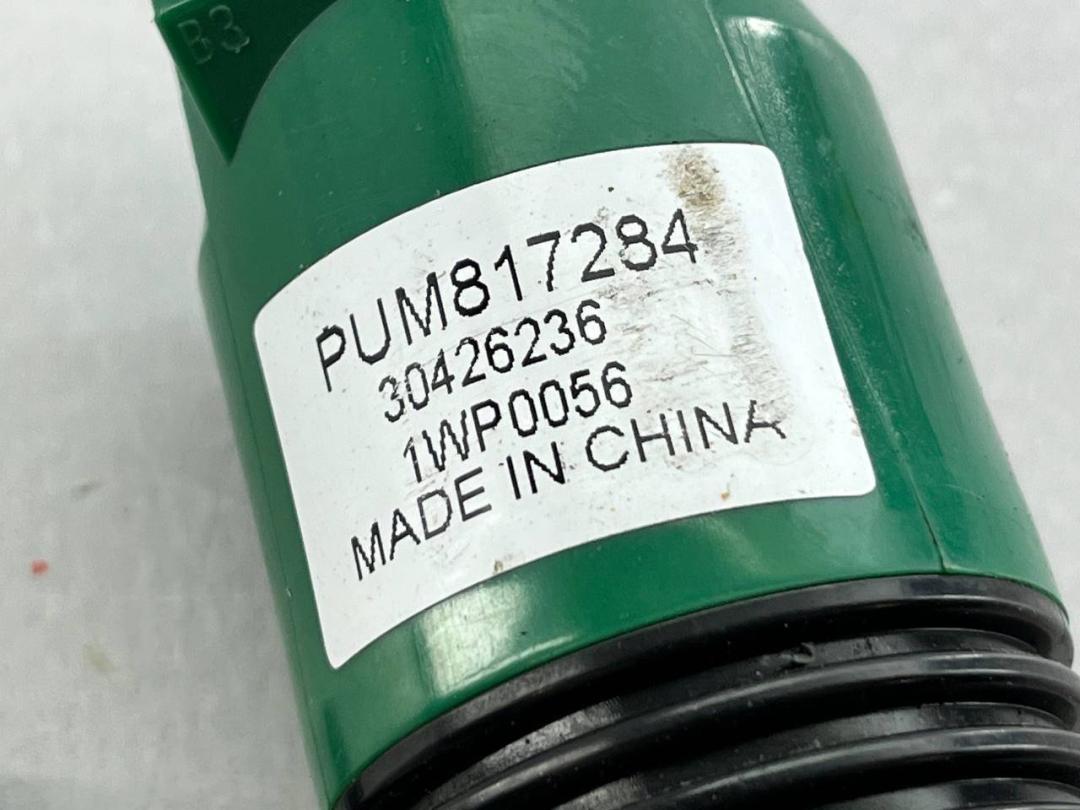 B3
PUM817284
30426236
1WP0056
MADE IN CHINA